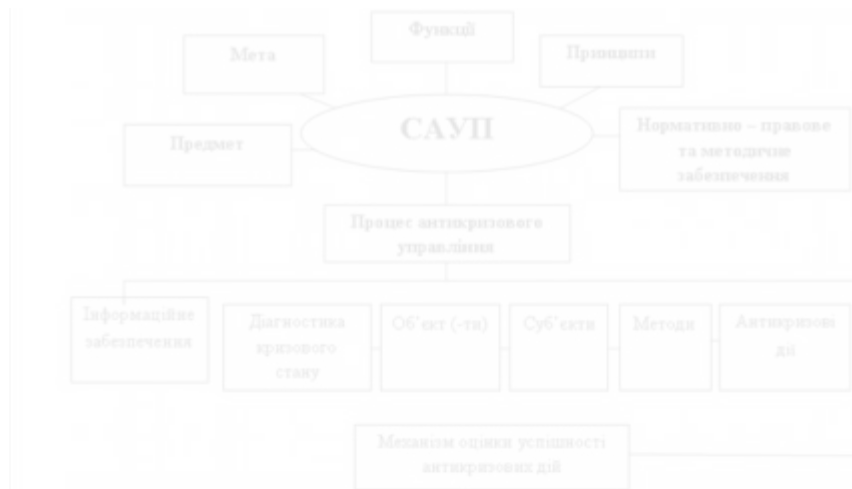 Функції
Мета
Принципи
САУП
Предмет
Нормативно – правове
та методичне
забезпечення
Процес антикризового
управління
Інформаційне
забезпечення
Діагностика
кризового
стану
Об’єкт (-ти)
Суб’єкти
Методи
Антикризові
дії
Механізм оцінки успішності
антикризових дій